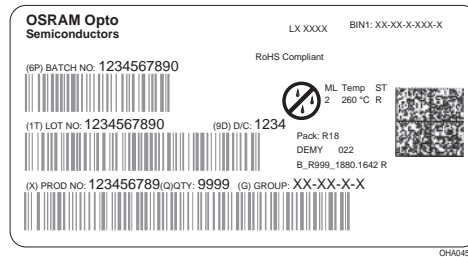 OSRAM Opto
Semiconductors
LX XXXX
BIN1: XX-XX-X-XXX-X
RoHS Compliant
(6P) BATCH NO: 1234567890
ML Temp ST
2 260 °C R
(1T) LOT NO: 1234567890 (9D) D/C: 1234
Pack: R18
DEMY 022
B_R999_1880.1642 R
(X) PROD NO: 123456789(Q)QTY: 9999 (G) GROUP: XX-XX-X-X